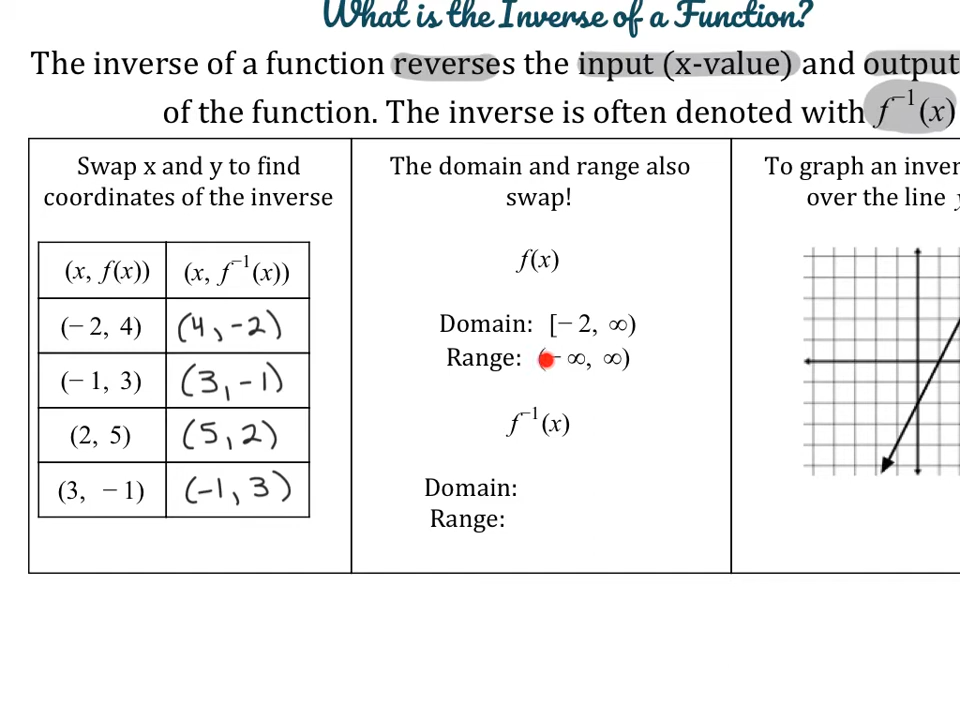 What is the Inverse of a Function?
The inverse of a function reverses the input (x-value) and output
of the function. The inverse is often denoted with f⁻¹(x)
Swap x and y to find
coordinates of the inverse
(x, f(x)) (x, f⁻¹(x))
(−2, 4) (4, -2)
(−1, 3) (3, -1)
(2, 5) (5, 2)
(3, −1) (-1, 3)
The domain and range also
swap!
f(x)
Domain: [−2, ∞)
Range: (−∞, ∞)
f⁻¹(x)
Domain:
Range:
To graph an inver
over the line